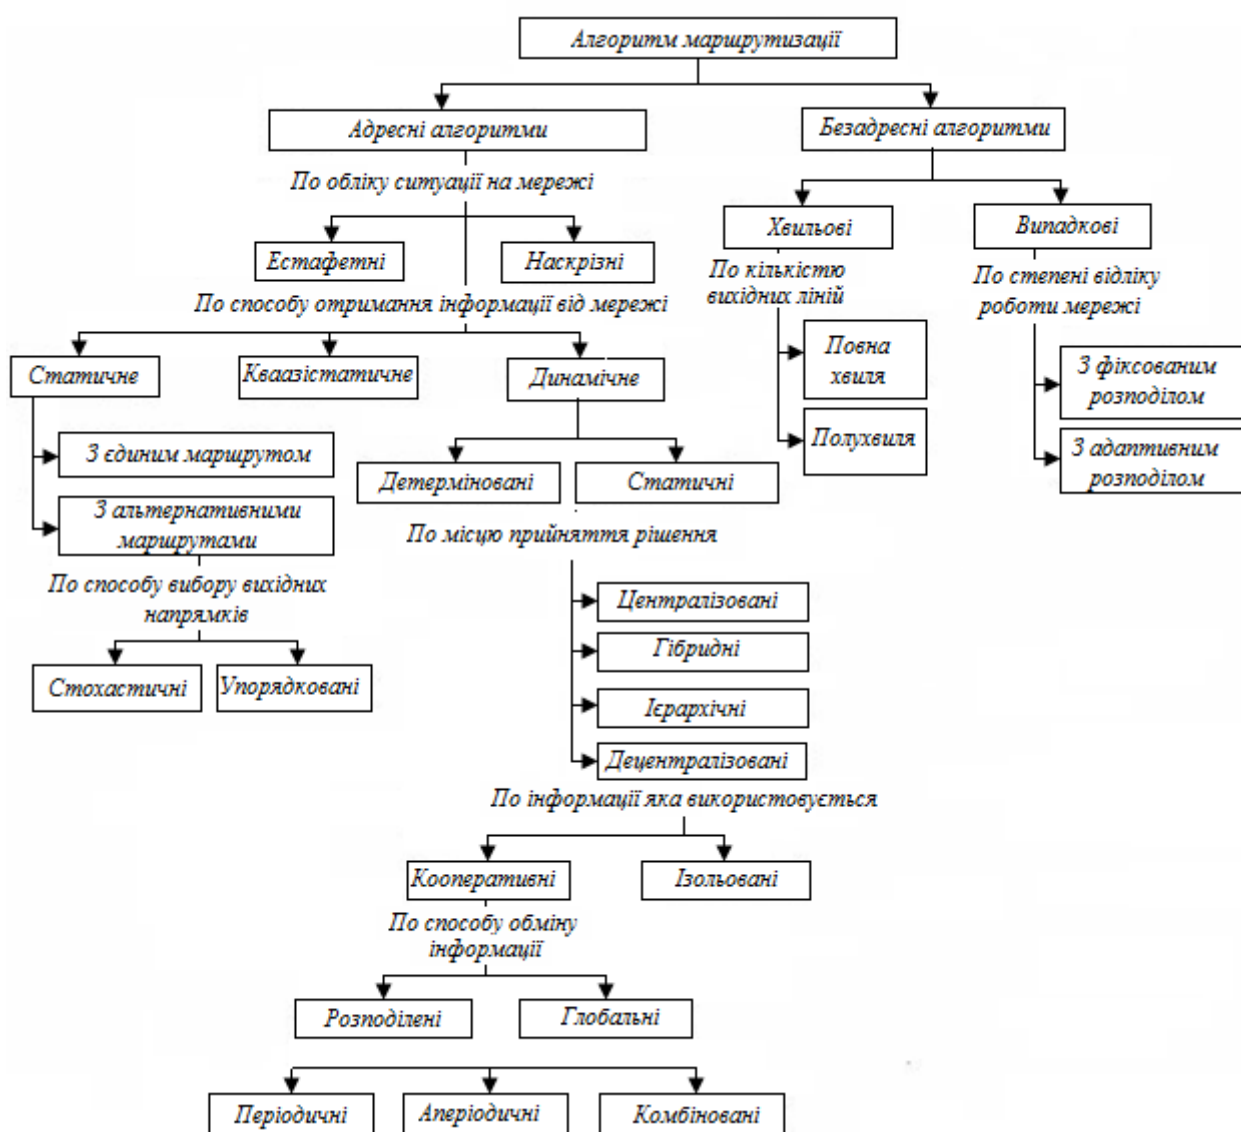 Алгоритм маршрутизації
Адресні алгоритми
Безадресні алгоритми
По обліку ситуації на мережі
Хвильові
Випадкові
Естафетні
Наскрізні
По кількістю
вихідних ліній
По степені відліку
роботи мережі
По способу отримання інформації від мережі
Статичне
Кваазістатичне
Динамічне
Повна
хвиля
З фіксованим
розподілом
Полухвиля
З адаптивним
розподілом
З єдиним маршрутом
Детерміновані
Статичні
З альтернативними
маршрутами
По місцю прийняття рішення
По способу вибору вихідних
напрямків
Централізовані
Гібридні
Стохастичні
Упорядковані
Ієрархічні
Децентралізовані
По інформації яка використовується
Кооперативні
Ізольовані
По способу обміну
інформації
Розподілені
Глобальні
Періодичні
Аперіодичні
Комбіновані